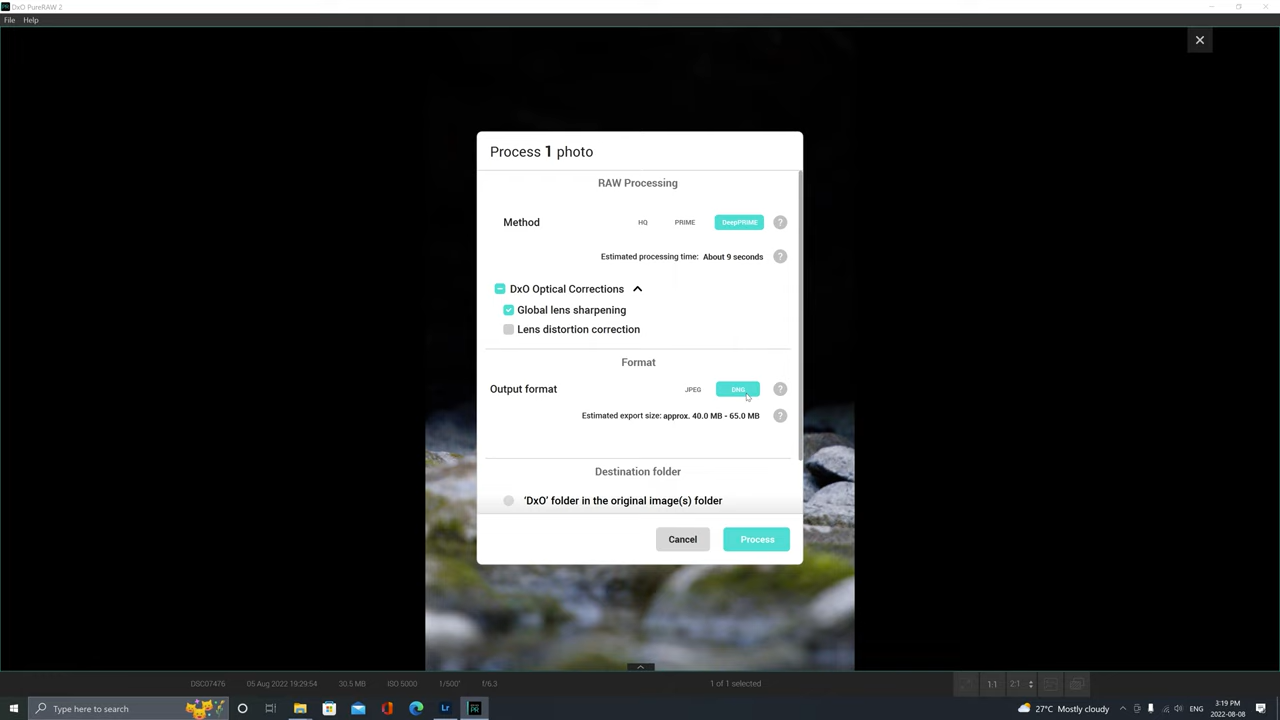 DxO PureRAW 2
File Help
Process 1 photo
RAW Processing
Method HQ PRIME DeepPRIME ?
Estimated processing time: About 9 seconds ?
DxO Optical Corrections
Global lens sharpening
Lens distortion correction
Format
Output format JPEG DNG ?
Estimated export size: approx. 40.0 MB - 65.0 MB ?
Destination folder
'DxO' folder in the original image(s) folder
Cancel Process
DSC07476 05 Aug 2022 19:29:54 30.5 MB ISO 5000 1/500" f/6.3 1 of 1 selected 1:1 2:1
Type here to search Lr PR 27°C Mostly cloudy ENG 3:19 PM
2022-08-08